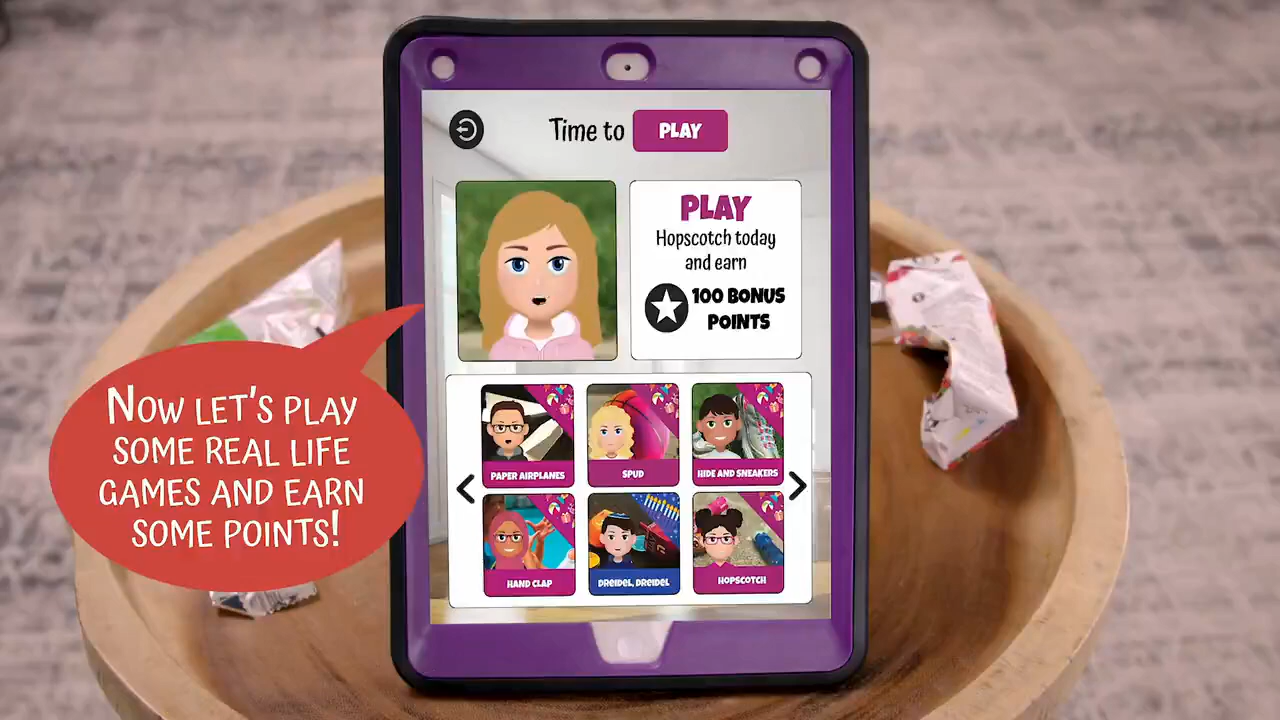 Time to PLAY
PLAY
Hopscotch today
and earn
100 BONUS
POINTS
NOW LET'S PLAY
SOME REAL LIFE
GAMES AND EARN
SOME POINTS!
PAPER AIRPLANES
SPUD
HIDE AND SNEAKERS
HAND CLAP
DREIDEL, DREIDEL
HOPSCOTCH